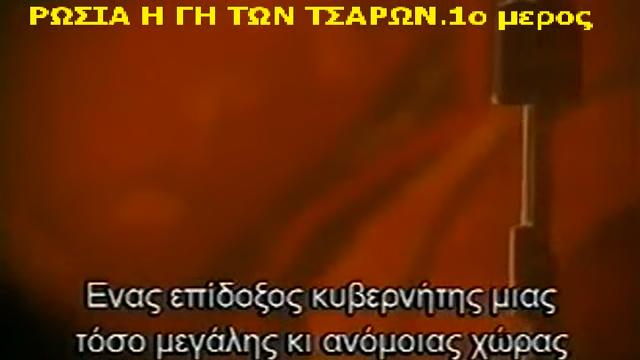 ΡΩΣΙΑ Η ΓΗ ΤΩΝ ΤΣΑΡΩΝ.1ο μερος
Ενας επίδοξος κυβερνήτης μιας
τόσο μεγάλης κι ανόμοιας χώρας